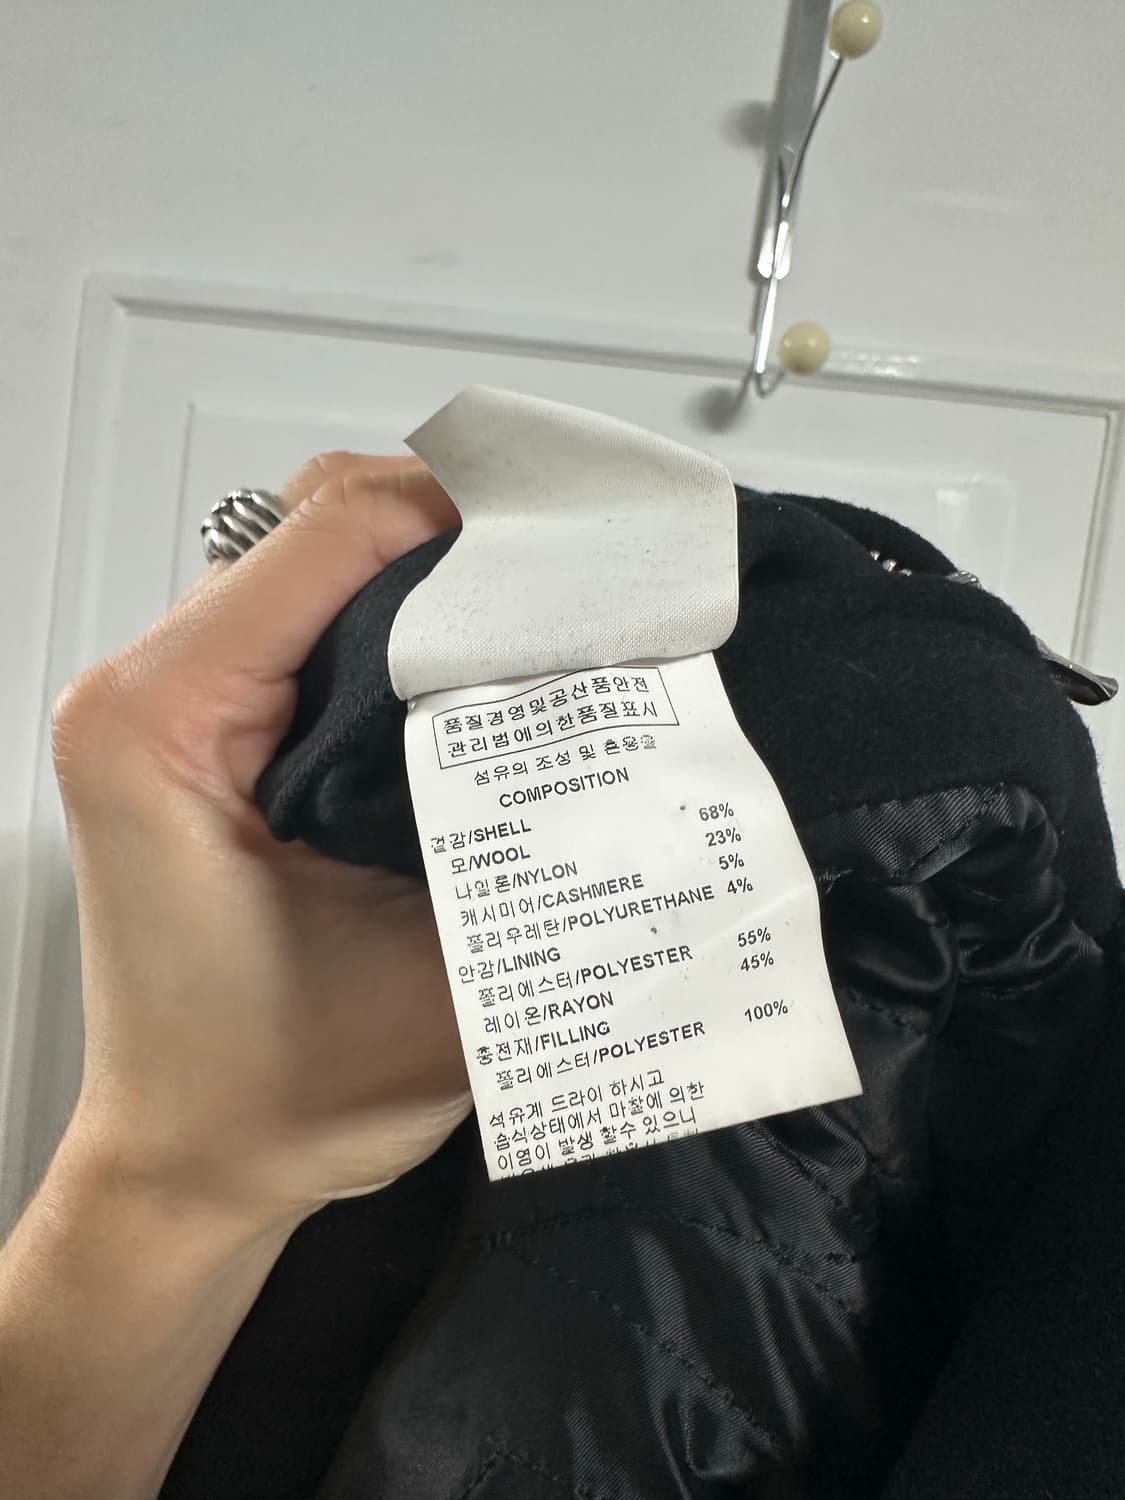 품질경영및공산품안전
관리법에의한품질표시
섬유의 조성 및 혼용율
COMPOSITION
겉감/SHELL
모/WOOL 68%
나일론/NYLON 23%
캐시미어/CASHMERE 5%
폴리우레탄/POLYURETHANE 4%
안감/LINING
폴리에스터/POLYESTER 55%
레이온/RAYON 45%
충전재/FILLING
폴리에스터/POLYESTER 100%
석유계 드라이 하시고
습식상태에서 마찰에 의한
이염이 발생 할수 있으니